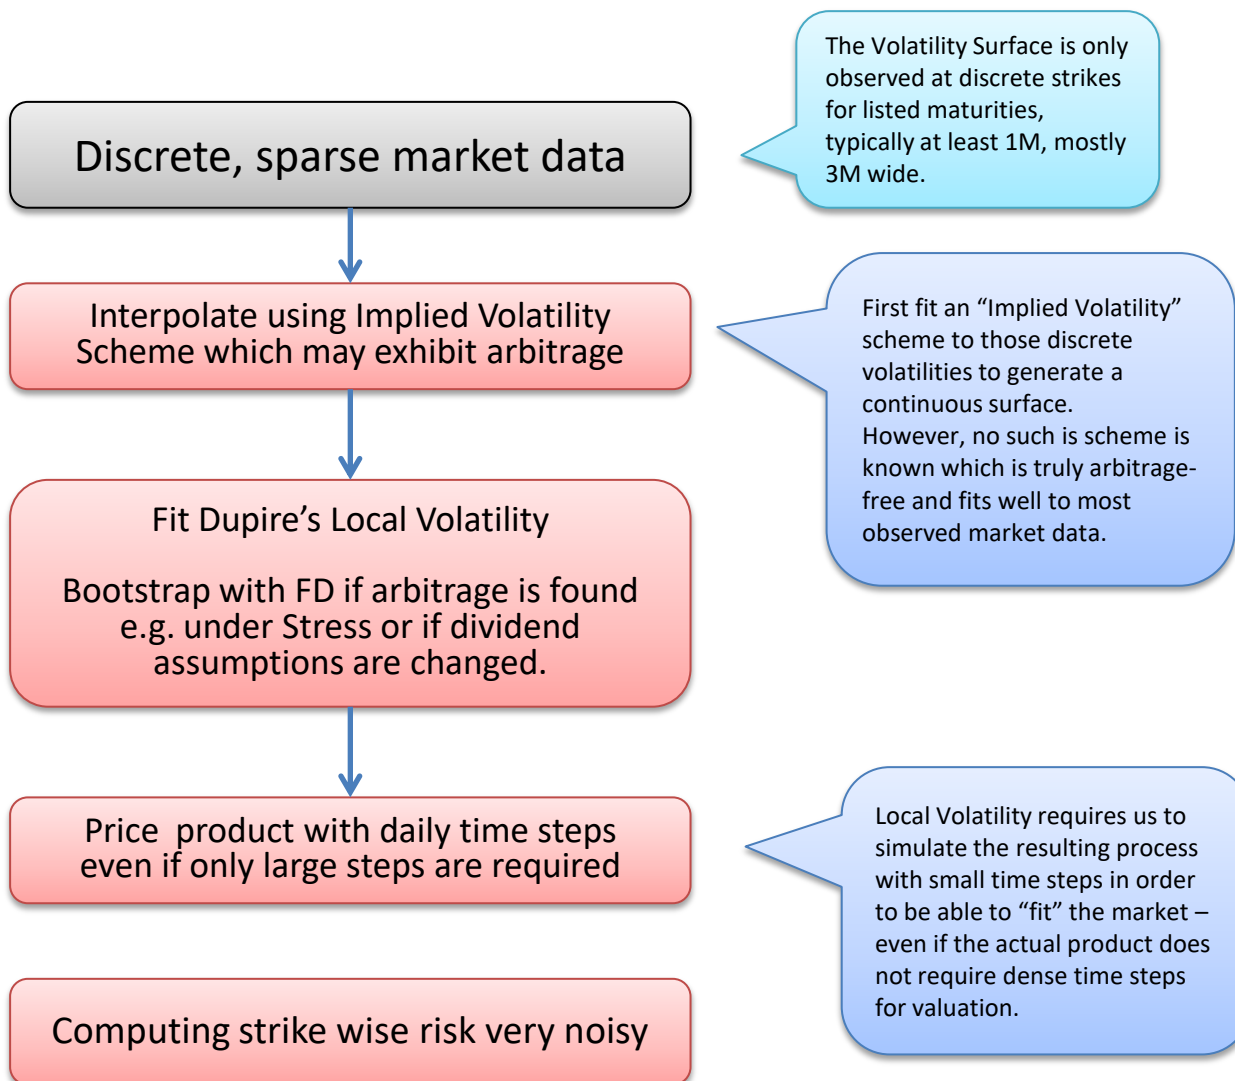 The Volatility Surface is only
observed at discrete strikes
for listed maturities,
typically at least 1M, mostly
3M wide.
Discrete, sparse market data
Interpolate using Implied Volatility
Scheme which may exhibit arbitrage
First fit an “Implied Volatility”
scheme to those discrete
volatilities to generate a
continuous surface.
However, no such is scheme is
known which is truly arbitrage-
free and fits well to most
observed market data.
Fit Dupire’s Local Volatility
Bootstrap with FD if arbitrage is found
e.g. under Stress or if dividend
assumptions are changed.
Price product with daily time steps
even if only large steps are required
Local Volatility requires us to
simulate the resulting process
with small time steps in order
to be able to “fit” the market –
even if the actual product does
not require dense time steps
for valuation.
Computing strike wise risk very noisy